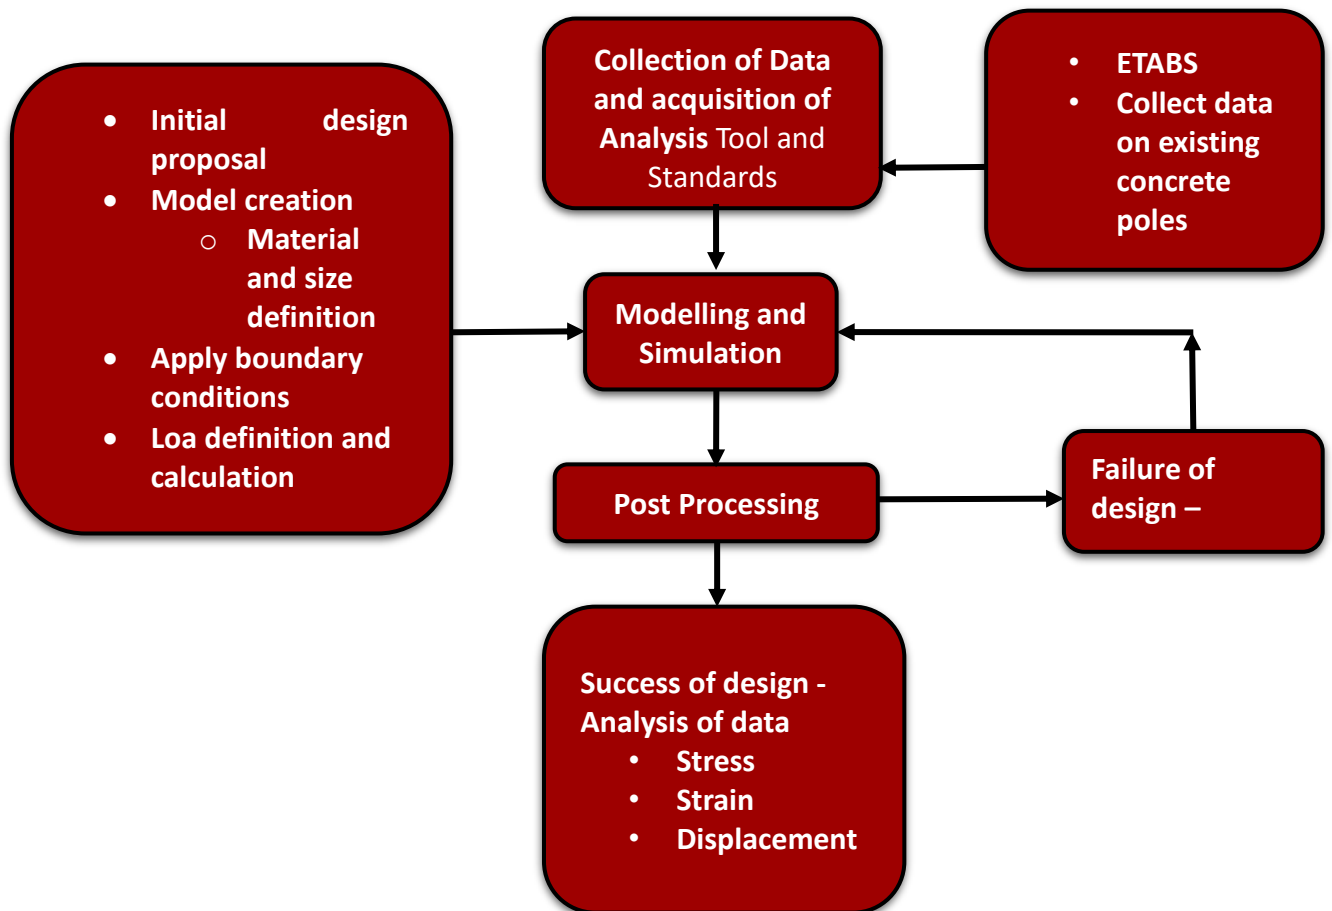 • Initial design
proposal
• Model creation
○ Material
and size
definition
• Apply boundary
conditions
• Loa definition and
calculation
Collection of Data
and acquisition of
Analysis Tool and
Standards
• ETABS
• Collect data
on existing
concrete
poles
Modelling and
Simulation
Post Processing
Failure of
design –
Success of design -
Analysis of data
• Stress
• Strain
• Displacement